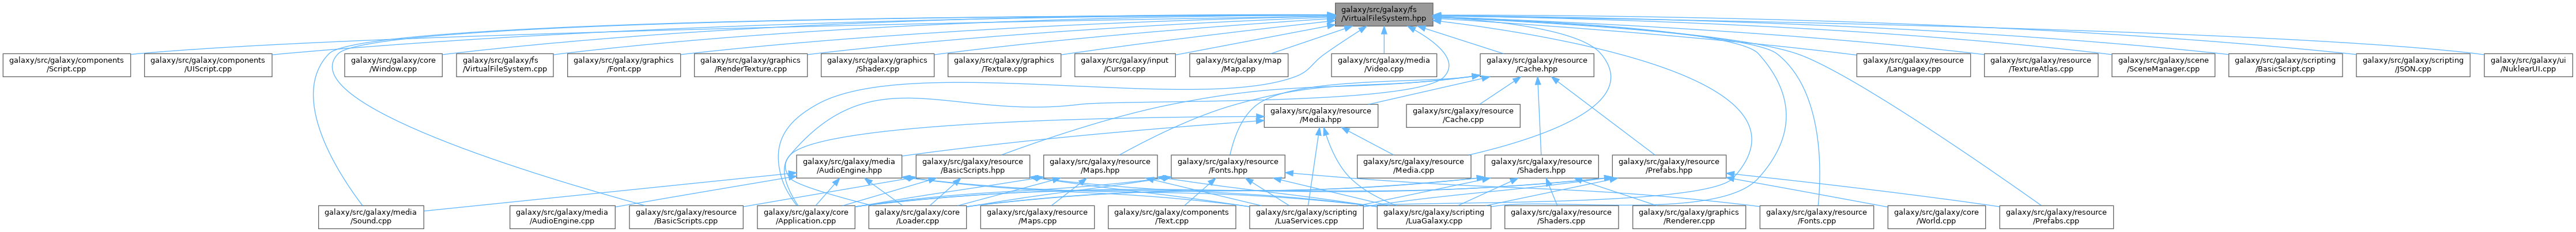 galaxy/src/galaxy/fs
/VirtualFileSystem.hpp
galaxy/src/galaxy/components
/Script.cpp
galaxy/src/galaxy/components
/UIScript.cpp
galaxy/src/galaxy/core
/Window.cpp
galaxy/src/galaxy/fs
/VirtualFileSystem.cpp
galaxy/src/galaxy/graphics
/Font.cpp
galaxy/src/galaxy/graphics
/RenderTexture.cpp
galaxy/src/galaxy/graphics
/Shader.cpp
galaxy/src/galaxy/graphics
/Texture.cpp
galaxy/src/galaxy/input
/Cursor.cpp
galaxy/src/galaxy/map
/Map.cpp
galaxy/src/galaxy/media
/Video.cpp
galaxy/src/galaxy/resource
/Cache.hpp
galaxy/src/galaxy/resource
/Language.cpp
galaxy/src/galaxy/resource
/TextureAtlas.cpp
galaxy/src/galaxy/scene
/SceneManager.cpp
galaxy/src/galaxy/scripting
/BasicScript.cpp
galaxy/src/galaxy/scripting
/JSON.cpp
galaxy/src/galaxy/ui
/NuklearUI.cpp
galaxy/src/galaxy/resource
/Media.hpp
galaxy/src/galaxy/resource
/Cache.cpp
galaxy/src/galaxy/media
/AudioEngine.hpp
galaxy/src/galaxy/resource
/BasicScripts.hpp
galaxy/src/galaxy/resource
/Maps.hpp
galaxy/src/galaxy/resource
/Fonts.hpp
galaxy/src/galaxy/resource
/Media.cpp
galaxy/src/galaxy/resource
/Shaders.hpp
galaxy/src/galaxy/resource
/Prefabs.hpp
galaxy/src/galaxy/media
/Sound.cpp
galaxy/src/galaxy/media
/AudioEngine.cpp
galaxy/src/galaxy/resource
/BasicScripts.cpp
galaxy/src/galaxy/core
/Application.cpp
galaxy/src/galaxy/core
/Loader.cpp
galaxy/src/galaxy/resource
/Maps.cpp
galaxy/src/galaxy/components
/Text.cpp
galaxy/src/galaxy/scripting
/LuaServices.cpp
galaxy/src/galaxy/scripting
/LuaGalaxy.cpp
galaxy/src/galaxy/resource
/Shaders.cpp
galaxy/src/galaxy/graphics
/Renderer.cpp
galaxy/src/galaxy/resource
/Fonts.cpp
galaxy/src/galaxy/core
/World.cpp
galaxy/src/galaxy/resource
/Prefabs.cpp